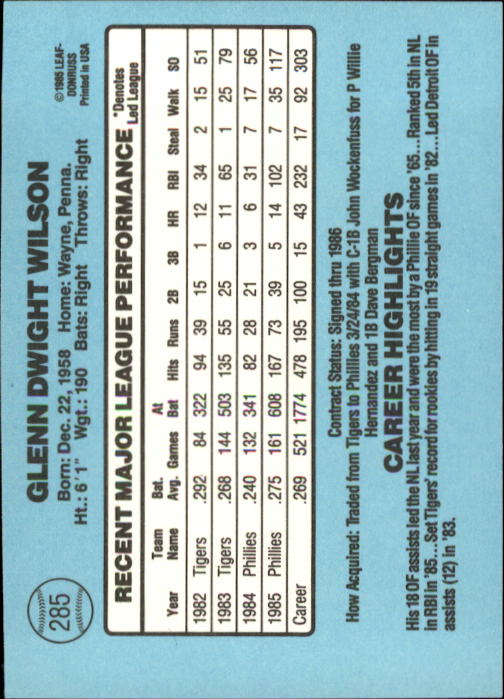 285
GLENN DWIGHT WILSON
Born: Dec. 22, 1958 Home: Wayne, Penna.
Ht.: 6'1" Wgt.: 190 Bats: Right Throws: Right
©1985 LEAF-
DONRUSS
Printed in USA
RECENT MAJOR LEAGUE PERFORMANCE
*Denotes
Led League
Year Team Name Bat. Avg. Games At Bat Hits Runs 2B 3B HR RBI Steal Walk SO
1982 Tigers .292 84 322 94 39 15 1 12 34 2 15 51
1983 Tigers .268 144 503 135 55 25 6 11 65 1 25 79
1984 Phillies .240 132 341 82 28 21 3 6 31 7 17 56
1985 Phillies .275 161 608 167 73 39 5 14 102 7 35 117
Career .269 521 1774 478 195 100 15 43 232 17 92 303
Contract Status: Signed thru 1986
How Acquired: Traded from Tigers to Phillies 3/24/84 with C-1B John Wockenfuss for P Willie
Hernandez and 1B Dave Bergman
CAREER HIGHLIGHTS
His 18 OF assists led the NL last year and were the most by a Phillie OF since '65...Ranked 5th in NL
in RBI in '85...Set Tigers' record for rookies by hitting in 19 straight games in '82...Led Detroit OF in
assists (12) in '83.